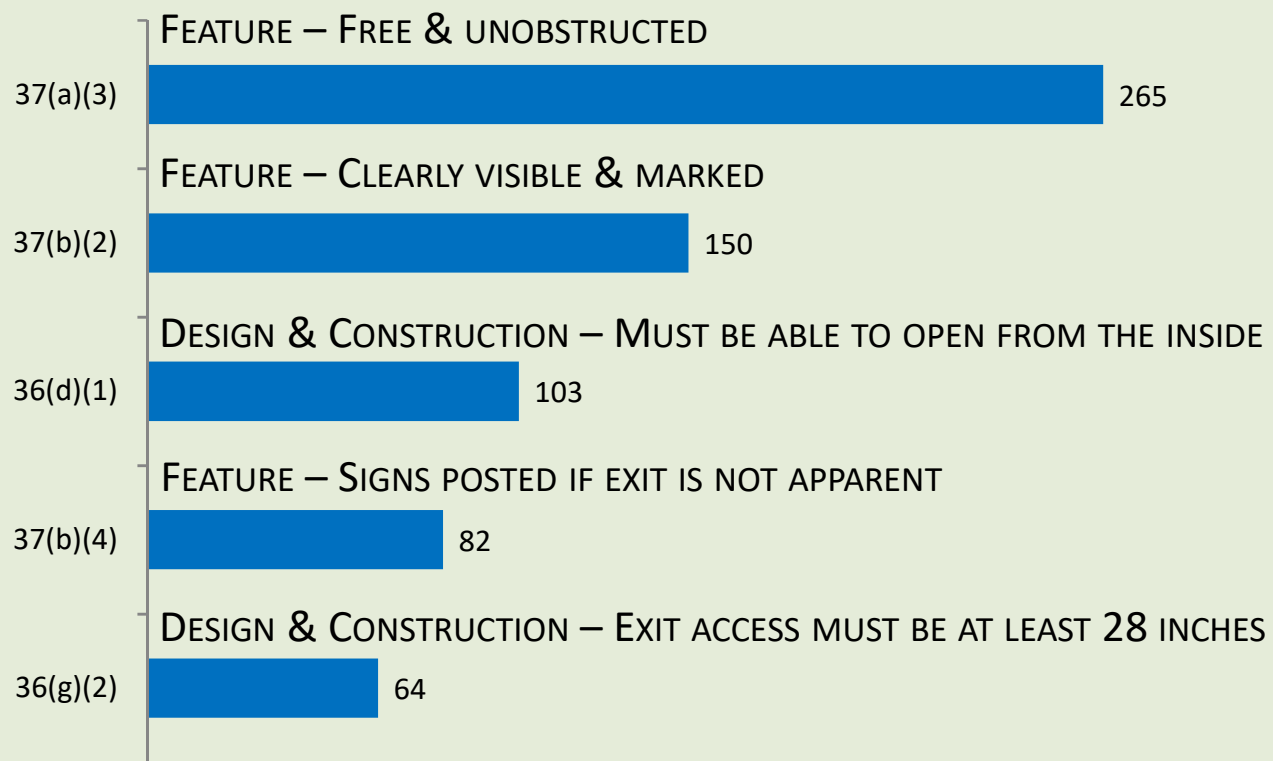 FEATURE – FREE & UNOBSTRUCTED
37(a)(3) 265
FEATURE – CLEARLY VISIBLE & MARKED
37(b)(2) 150
DESIGN & CONSTRUCTION – MUST BE ABLE TO OPEN FROM THE INSIDE
36(d)(1) 103
FEATURE – SIGNS POSTED IF EXIT IS NOT APPARENT
37(b)(4) 82
DESIGN & CONSTRUCTION – EXIT ACCESS MUST BE AT LEAST 28 INCHES
36(g)(2) 64